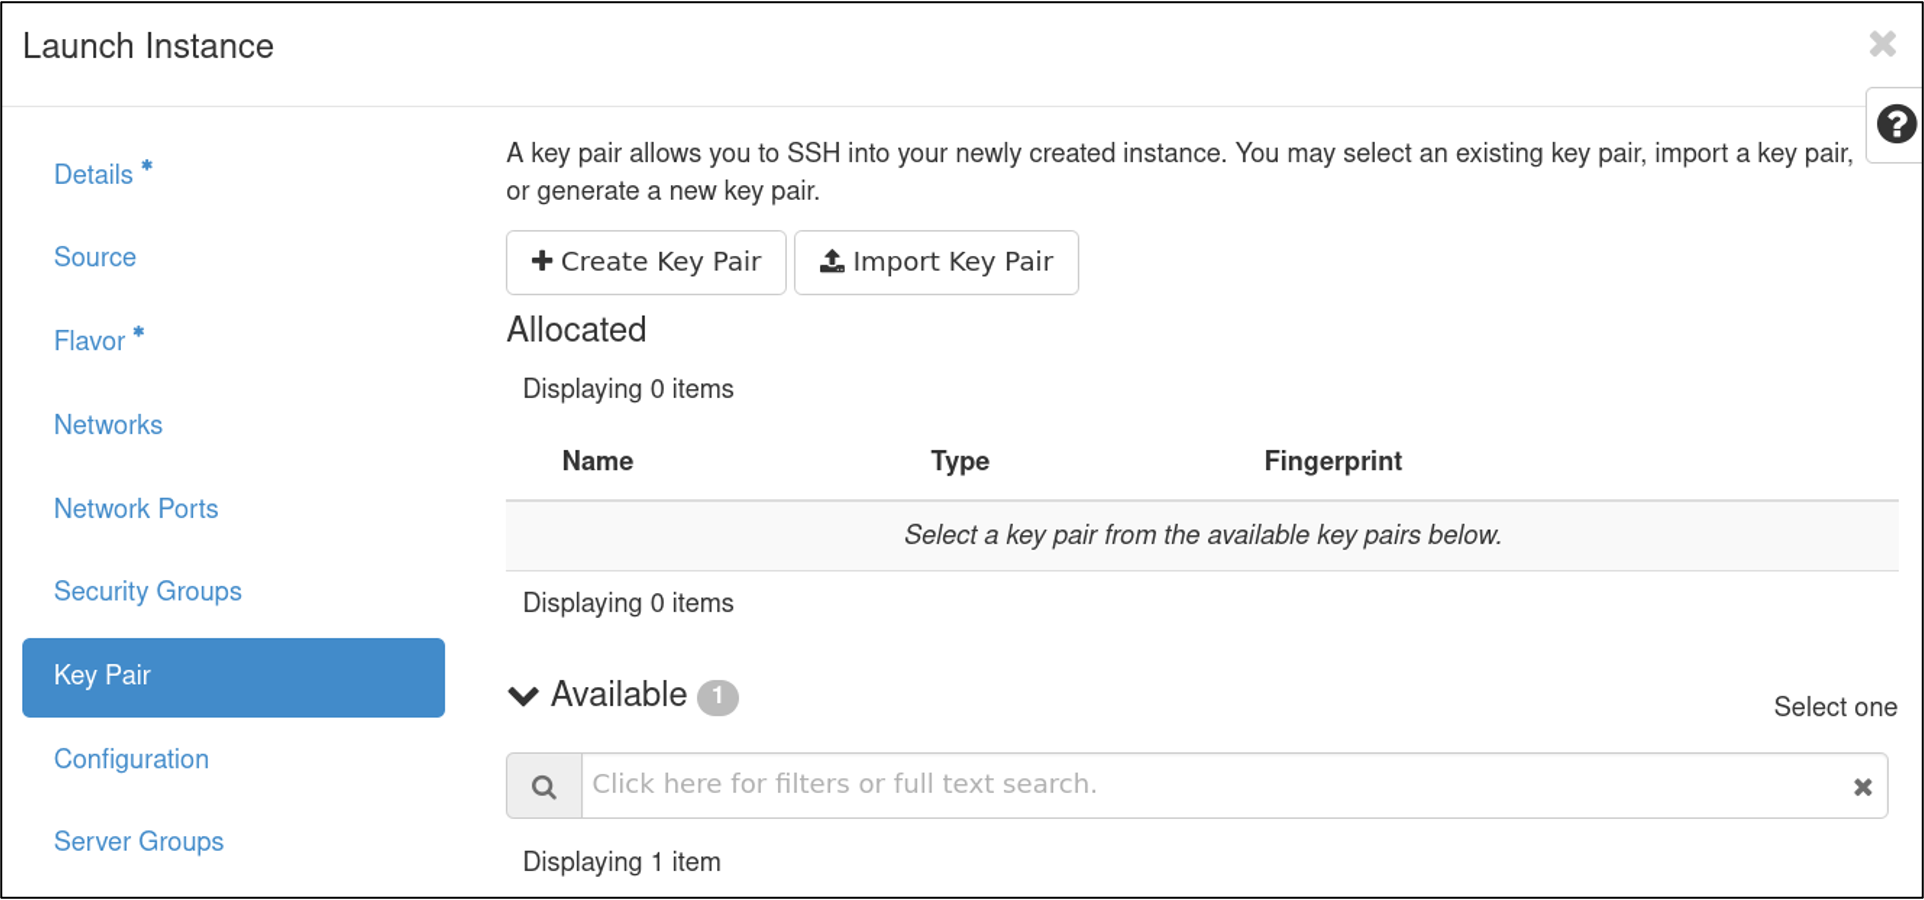 Launch Instance
Details *
Source
Flavor *
Networks
Network Ports
Security Groups
Key Pair
Configuration
Server Groups
A key pair allows you to SSH into your newly created instance. You may select an existing key pair, import a key pair,
or generate a new key pair.
Create Key Pair
Import Key Pair
Allocated
Displaying 0 items
Name Type Fingerprint
Select a key pair from the available key pairs below.
Displaying 0 items
Available 1
Select one
Click here for filters or full text search.
Displaying 1 item